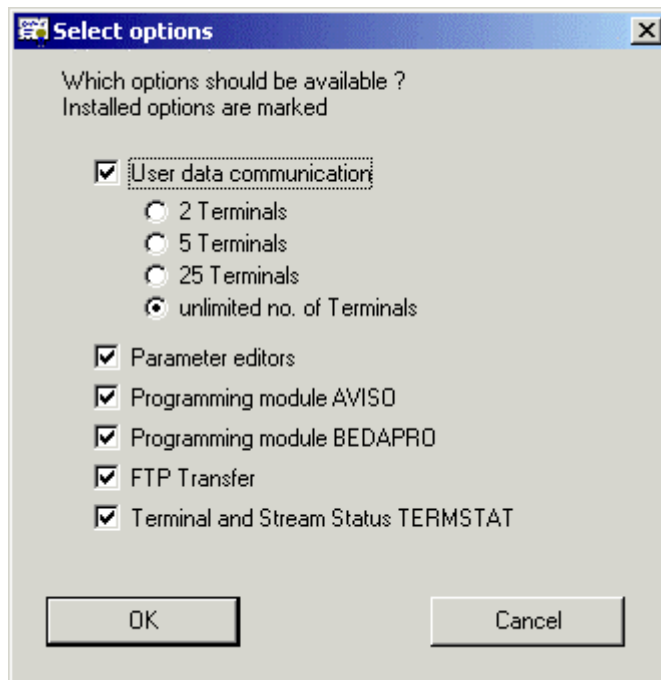 Select options
Which options should be available ?
Installed options are marked
User data communication
2 Terminals
5 Terminals
25 Terminals
unlimited no. of Terminals
Parameter editors
Programming module AVISO
Programming module BEDAPRO
FTP Transfer
Terminal and Stream Status TERMSTAT
OK Cancel